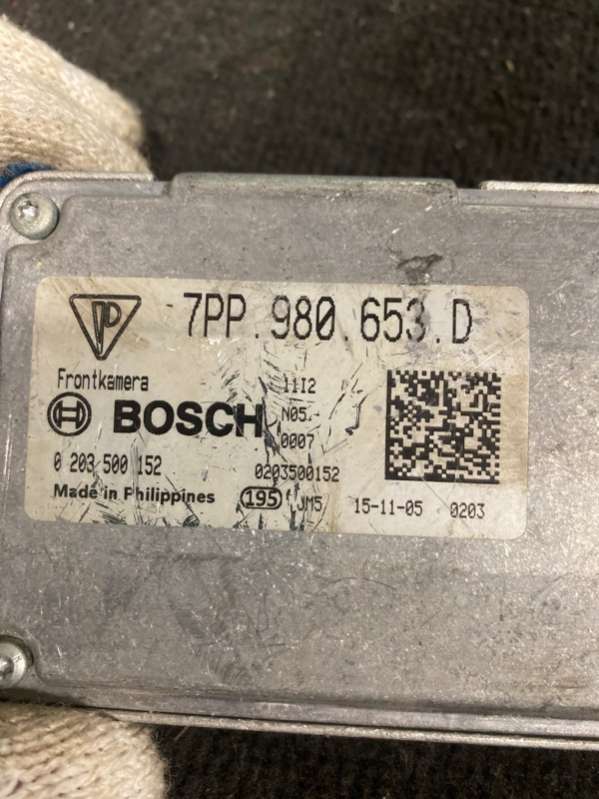 7PP.980.653.D
Frontkamera
11I2
BOSCH
N05.-
0007
0 203 500 152
0203500152
Made in Philippines
195
JM5
15-11-05
0203